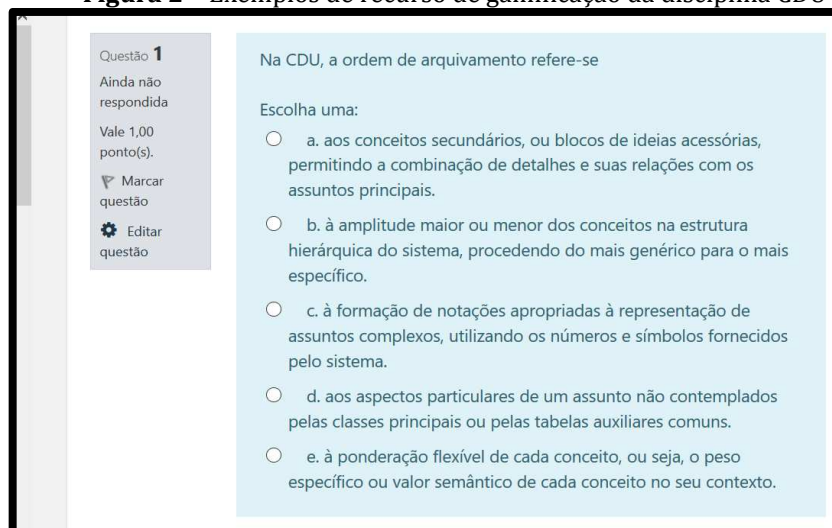 Figura 2 – Exemplos de recurso de gamificação da disciplina CDU
Questão 1
Ainda não
respondida
Vale 1,00
ponto(s).
Marcar
questão
Editar
questão
Na CDU, a ordem de arquivamento refere-se
Escolha uma:
a. aos conceitos secundários, ou blocos de ideias acessórias,
permitindo a combinação de detalhes e suas relações com os
assuntos principais.
b. à amplitude maior ou menor dos conceitos na estrutura
hierárquica do sistema, procedendo do mais genérico para o mais
específico.
c. à formação de notações apropriadas à representação de
assuntos complexos, utilizando os números e símbolos fornecidos
pelo sistema.
d. aos aspectos particulares de um assunto não contemplados
pelas classes principais ou pelas tabelas auxiliares comuns.
e. à ponderação flexível de cada conceito, ou seja, o peso
específico ou valor semântico de cada conceito no seu contexto.